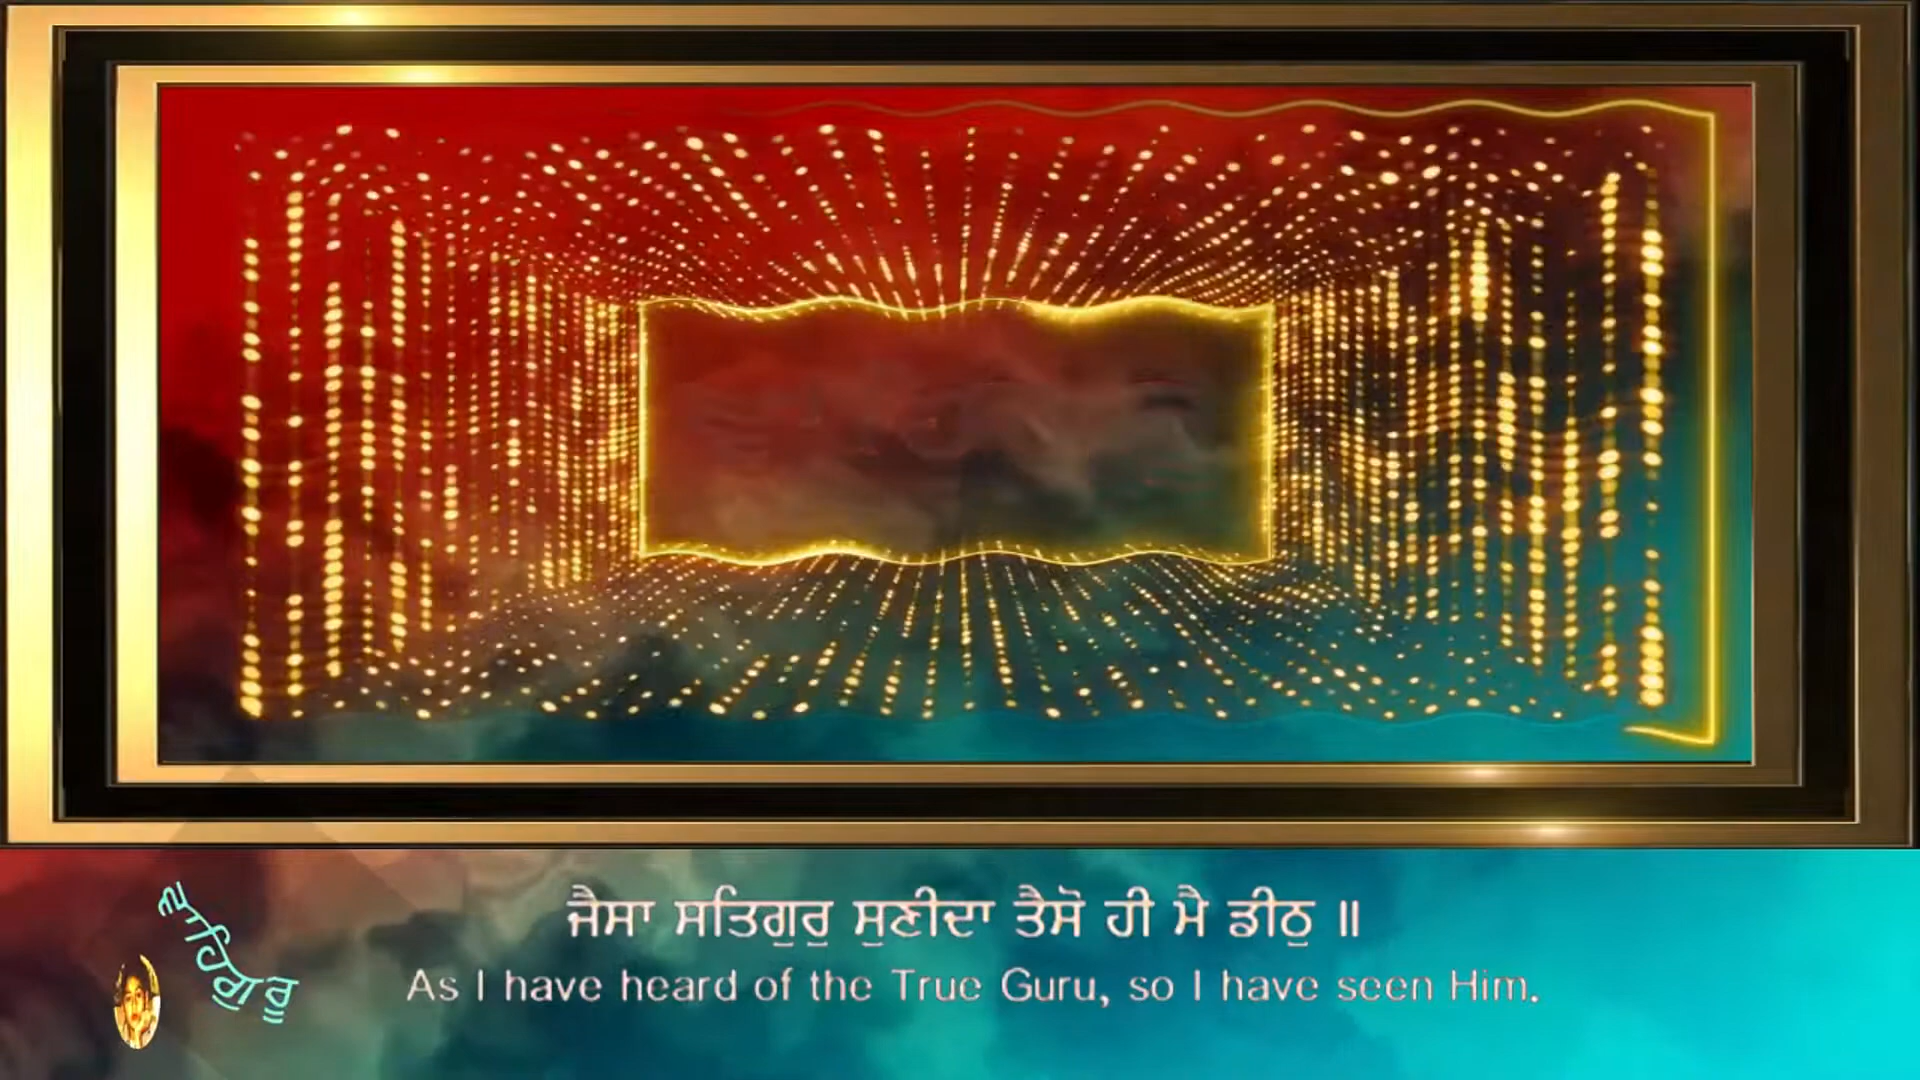 ਜੈਸਾ ਸਤਿਗੁਰੁ ਸੁਣੀਦਾ ਤੈਸੋ ਹੀ ਮੈ ਡੀਠੁ ॥
As I have heard of the True Guru, so I have seen Him.
ਵਾਹਿਗੁਰੂ